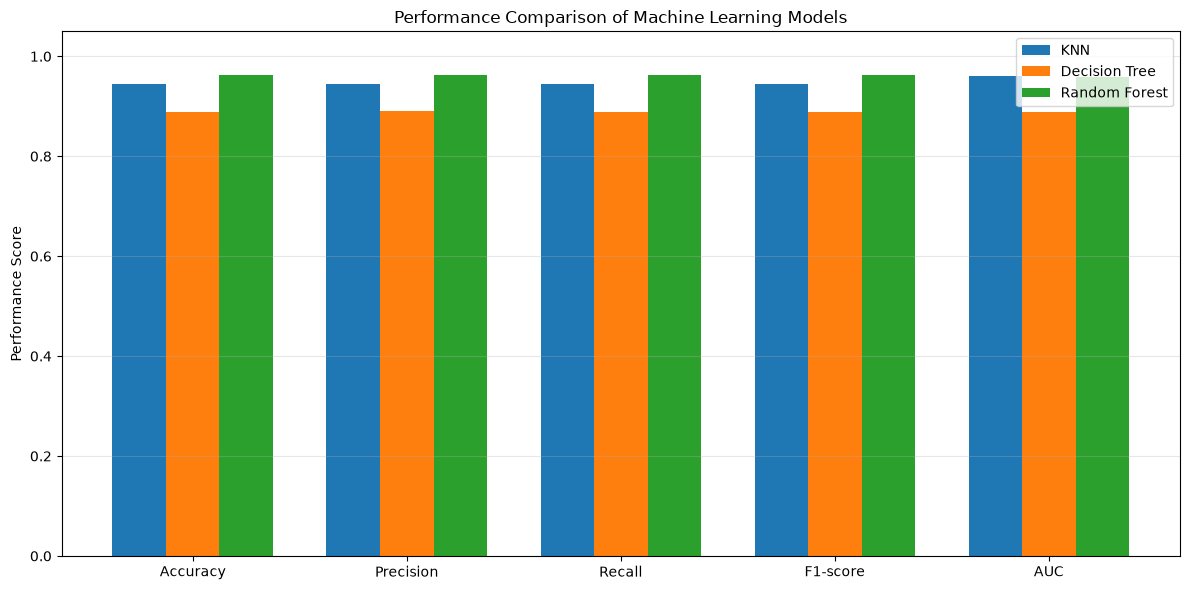 Performance Comparison of Machine Learning Models
KNN
Decision Tree
Random Forest
Performance Score
1.0
0.8
0.6
0.4
0.2
0.0
Accuracy
Precision
Recall
F1-score
AUC